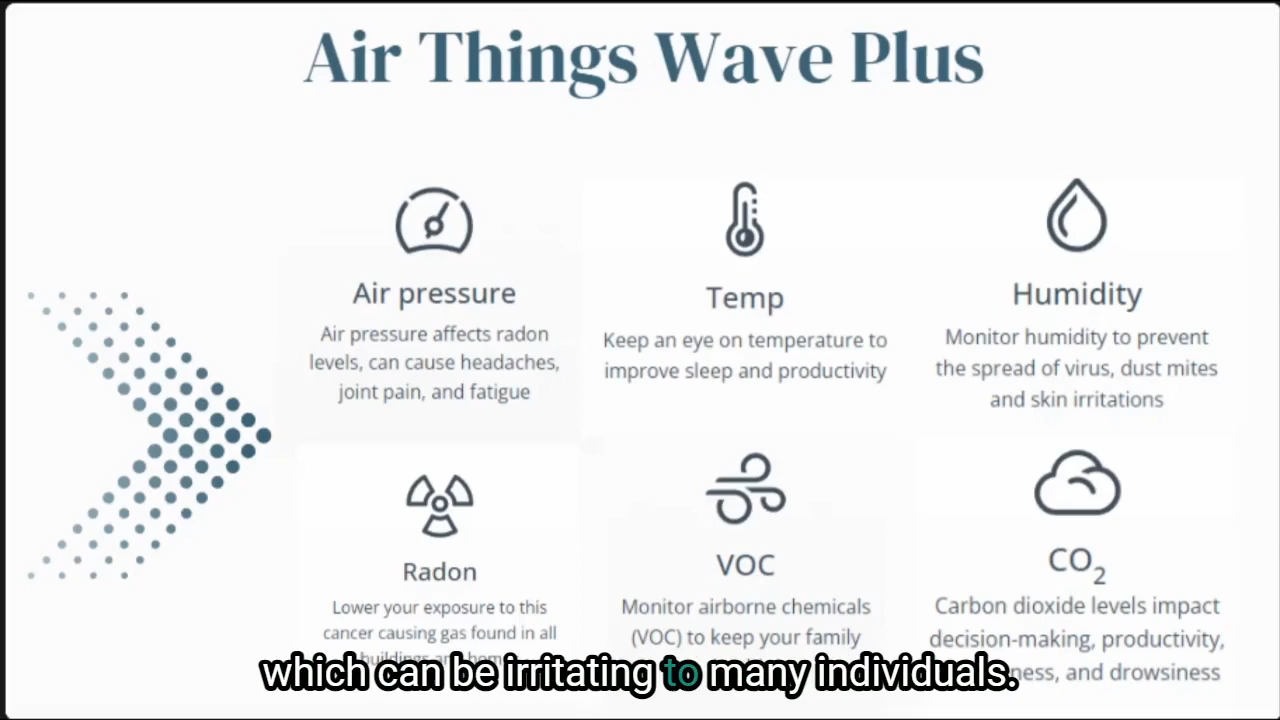 Air Things Wave Plus
Air pressure
Air pressure affects radon
levels, can cause headaches,
joint pain, and fatigue
Temp
Keep an eye on temperature to
improve sleep and productivity
Humidity
Monitor humidity to prevent
the spread of virus, dust mites
and skin irritations
Radon
Lower your exposure to this
cancer causing gas found in all
buildings and
VOC
Monitor airborne chemicals
(VOC) to keep your family
CO2
Carbon dioxide levels impact
decision-making, productivity,
and drowsiness
which can be irritating to many individuals.